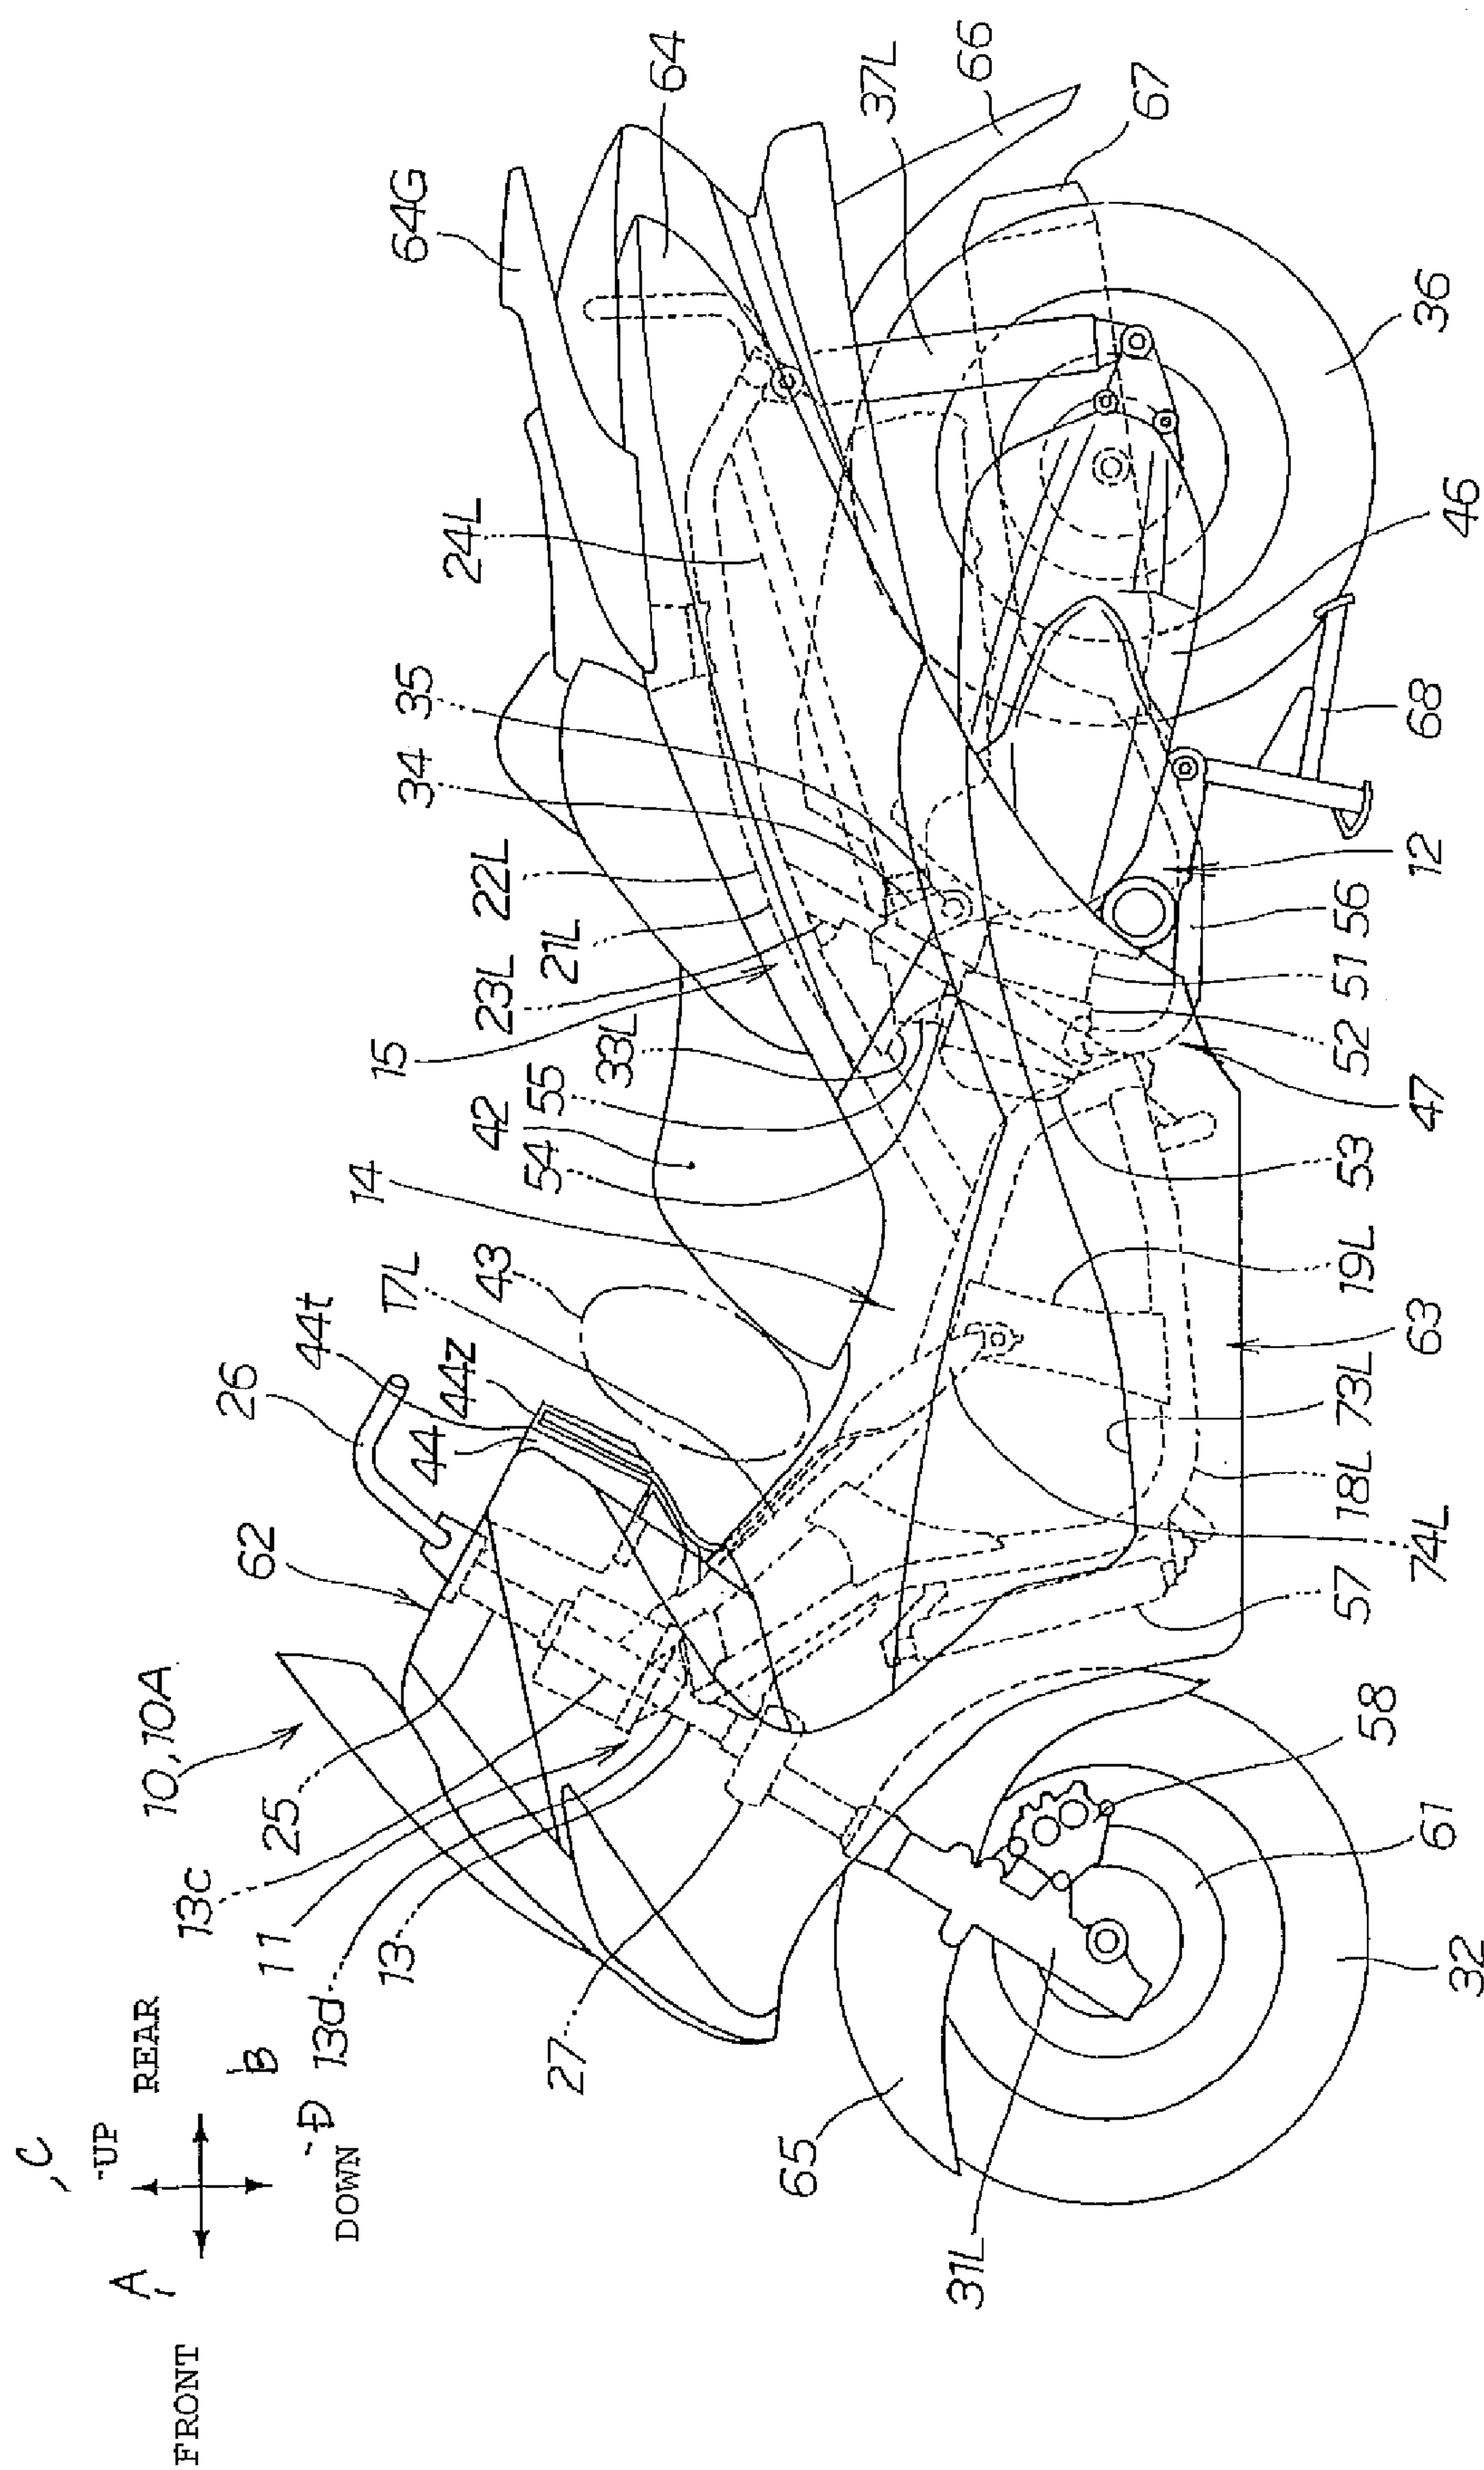 FRONT
A
C
UP
REAR
B
D
DOWN
10, 10A
62
26
44t
44
44z
17L
43
14
42
54
55
33L
15
23L
21L
22L
34
35
24L
64G
64
37L
66
67
25
13c
11
13d
13
27
65
31L
32
61
58
57
74L
18L
73L
63
19L
53
47
52
51
56
12
68
46
36